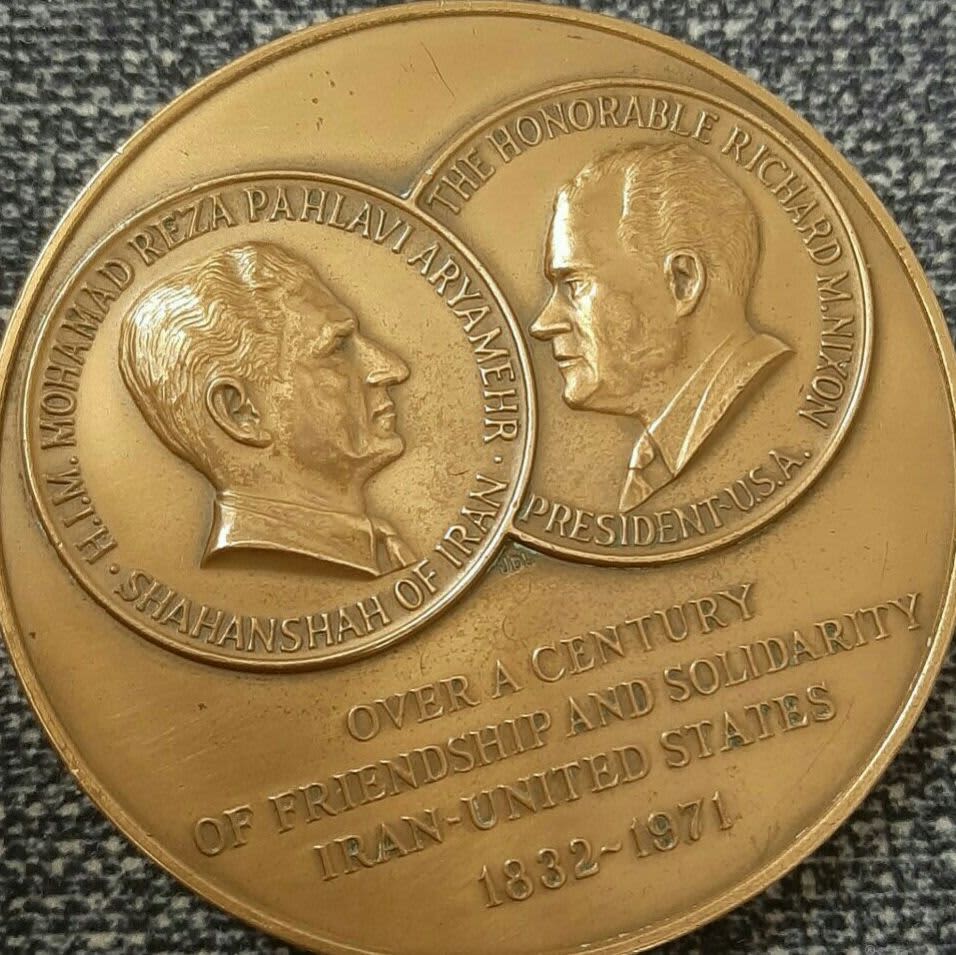 H.I.M. MOHAMAD REZA PAHLAVI ARYAMEHR ·
SHAHANSHAH OF IRAN ·
THE HONORABLE RICHARD M. NIXON
PRESIDENT-U.S.A.
OVER A CENTURY
OF FRIENDSHIP AND SOLIDARITY
IRAN-UNITED STATES
1832~1971